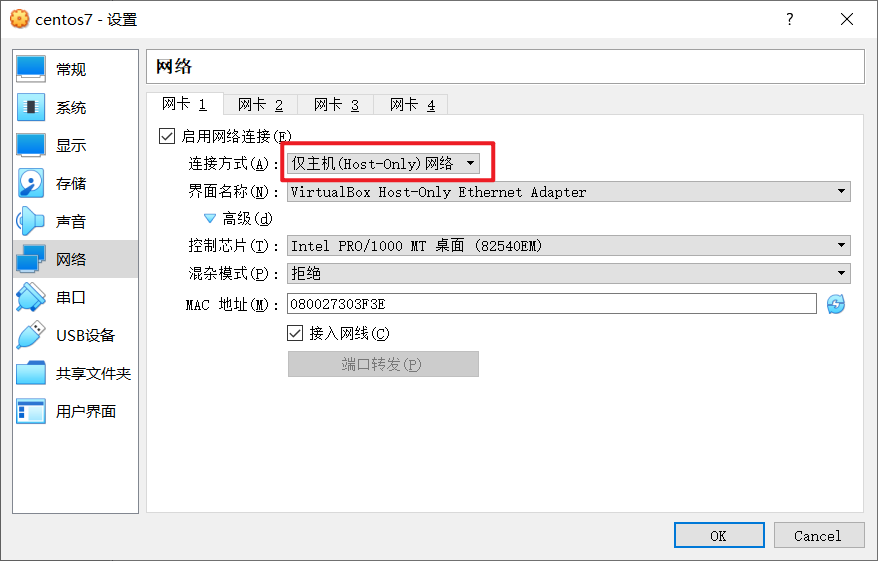 centos7 - 设置
?
常规
系统
显示
存储
声音
网络
串口
USB设备
共享文件夹
用户界面
网络
网卡 1 网卡 2 网卡 3 网卡 4
启用网络连接(E)
连接方式(A): 仅主机(Host-Only)网络
界面名称(N): VirtualBox Host-Only Ethernet Adapter
高级(d)
控制芯片(T): Intel PRO/1000 MT 桌面 (82540EM)
混杂模式(P): 拒绝
MAC 地址(M): 080027303F3E
接入网线(C)
端口转发(P)
OK Cancel